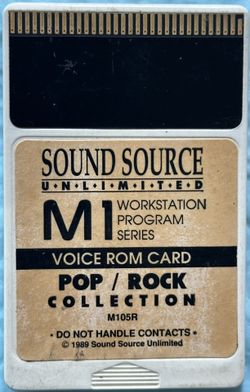 SOUND SOURCE
U•N•L•I•M•I•T•E•D
M1 WORKSTATION
PROGRAM
SERIES
VOICE ROM CARD
POP / ROCK
COLLECTION
M105R
• DO NOT HANDLE CONTACTS •
© 1989 Sound Source Unlimited